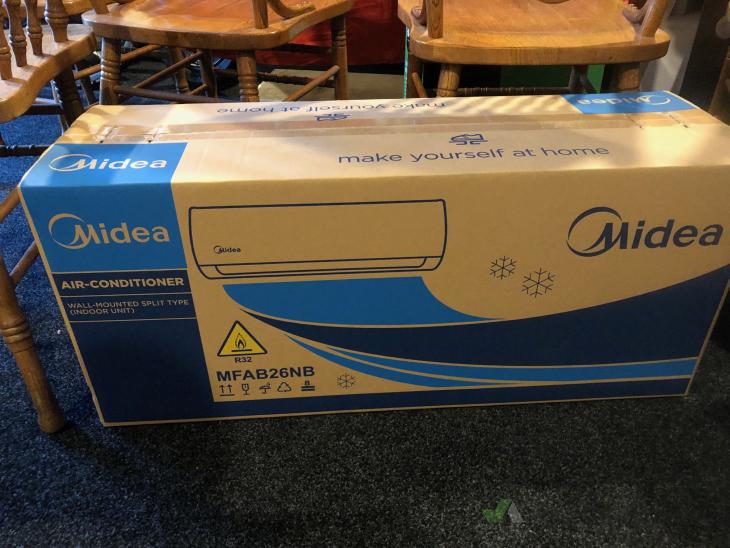 make yourself at home
Midea
Midea
make yourself at home
Midea
Midea
Midea
AIR-CONDITIONER
WALL-MOUNTED SPLIT TYPE
(INDOOR UNIT)
R32
MFAB26NB